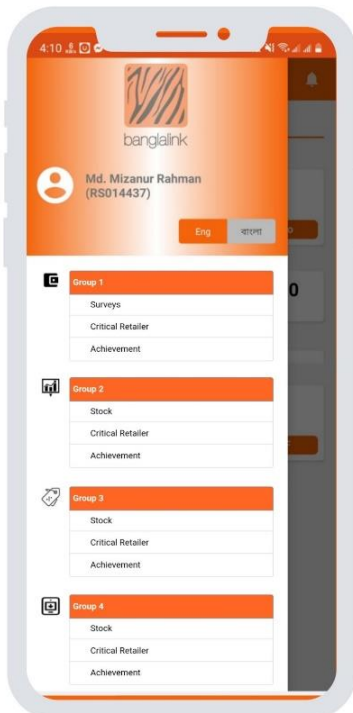 4:10
banglalink
Md. Mizanur Rahman
(RS014437)
Eng
বাংলা
Group 1
Surveys
Critical Retailer
Achievement
Group 2
Stock
Critical Retailer
Achievement
Group 3
Stock
Critical Retailer
Achievement
Group 4
Stock
Critical Retailer
Achievement
0